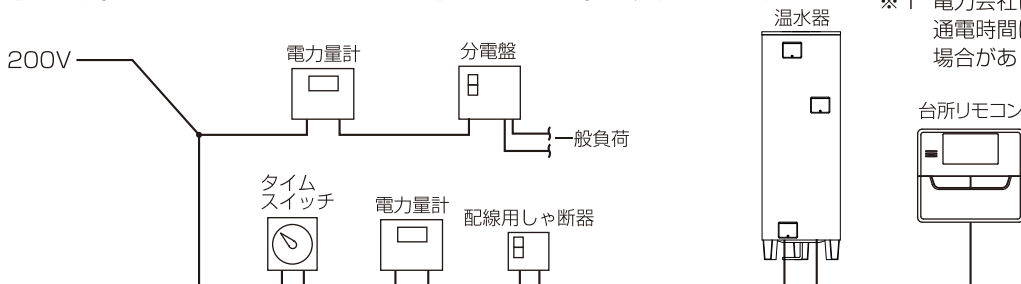 温水器
※1 電力会社
通電時間
場合があ
200V
電力量計
分電盤
一般負荷
台所リモコン
タイム
スイッチ
電力量計
配線用しゃ断器